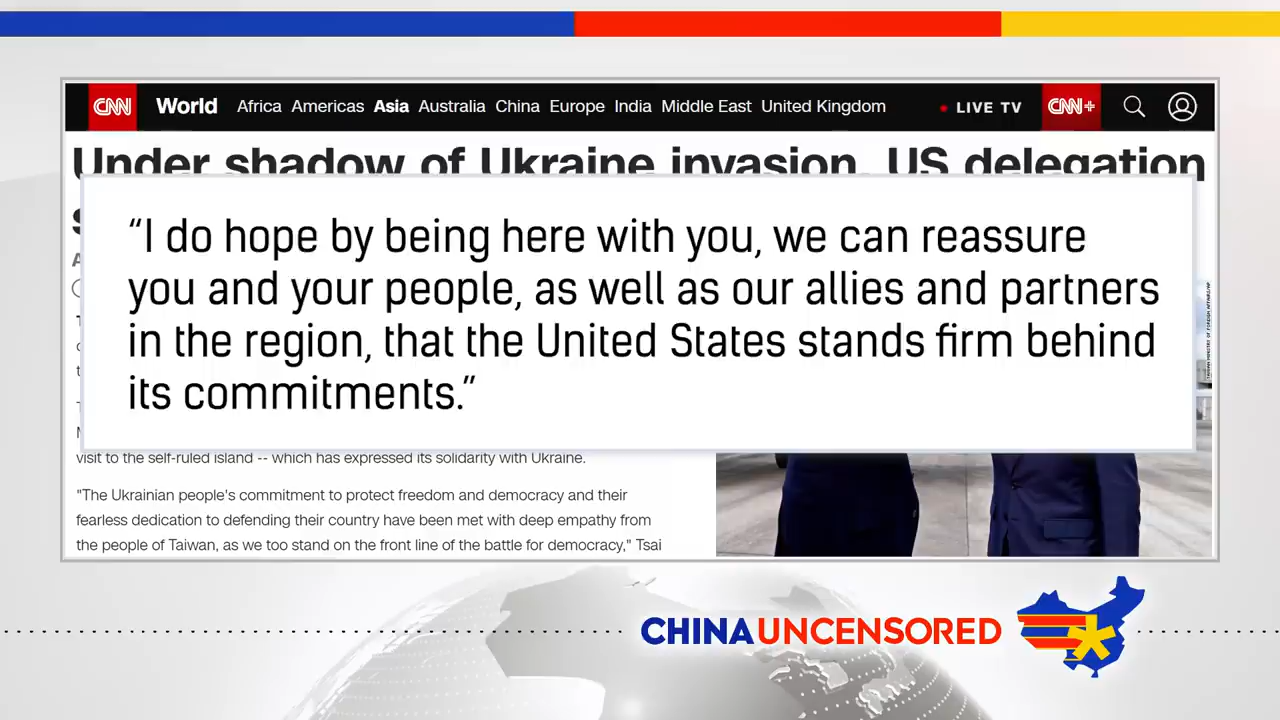 CNN World Africa Americas Asia Australia China Europe India Middle East United Kingdom LIVE TV CNN+
Under shadow of Ukraine invasion, US delegation
“I do hope by being here with you, we can reassure
you and your people, as well as our allies and partners
in the region, that the United States stands firm behind
its commitments.”
visit to the self-ruled island -- which has expressed its solidarity with Ukraine.
"The Ukrainian people's commitment to protect freedom and democracy and their
fearless dedication to defending their country have been met with deep empathy from
the people of Taiwan, as we too stand on the front line of the battle for democracy," Tsai
CHINA UNCENSORED